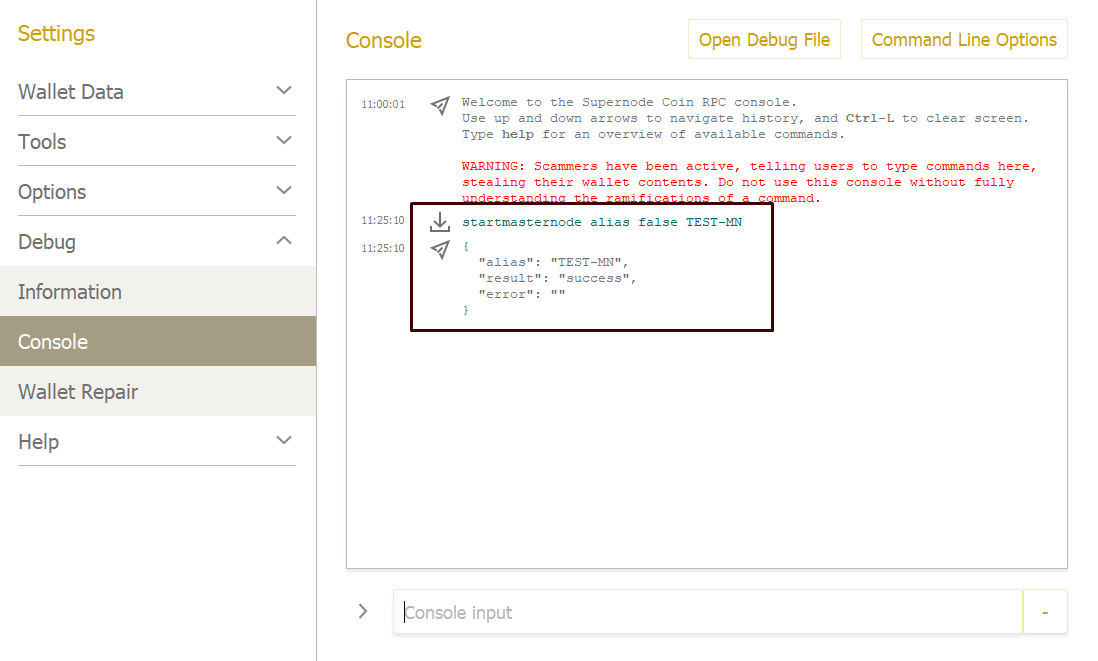 Settings
Wallet Data
Tools
Options
Debug
Information
Console
Wallet Repair
Help
Console
Open Debug File
Command Line Options
11:00:01
Welcome to the Supernode Coin RPC console.
Use up and down arrows to navigate history, and Ctrl-L to clear screen.
Type help for an overview of available commands.
WARNING: Scammers have been active, telling users to type commands here,
stealing their wallet contents. Do not use this console without fully
understanding the ramifications of a command.
11:25:10
startmasternode alias false TEST-MN
11:25:10
{
"alias": "TEST-MN",
"result": "success",
"error": ""
}
Console input
-